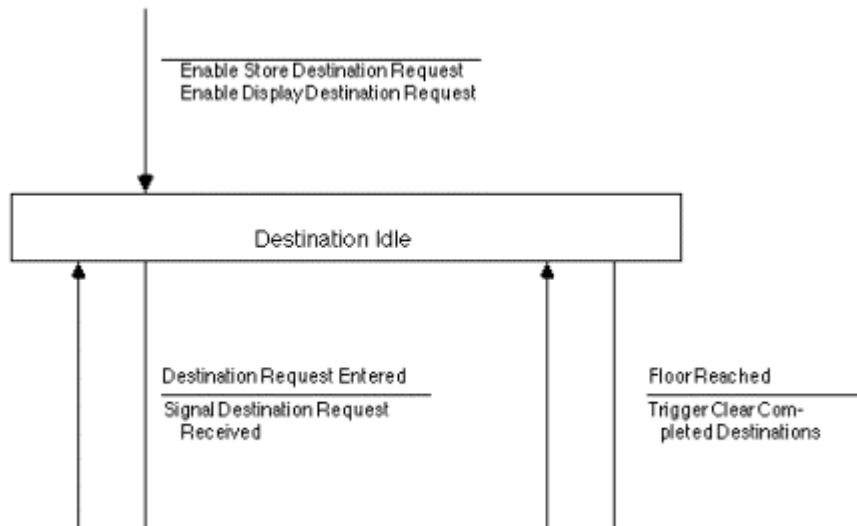 Enable Store Destination Request
Enable Display Destination Request
Destination Idle
Destination Request Entered
Signal Destination Request
Received
Floor Reached
Trigger Clear Com-
pleted Destinations